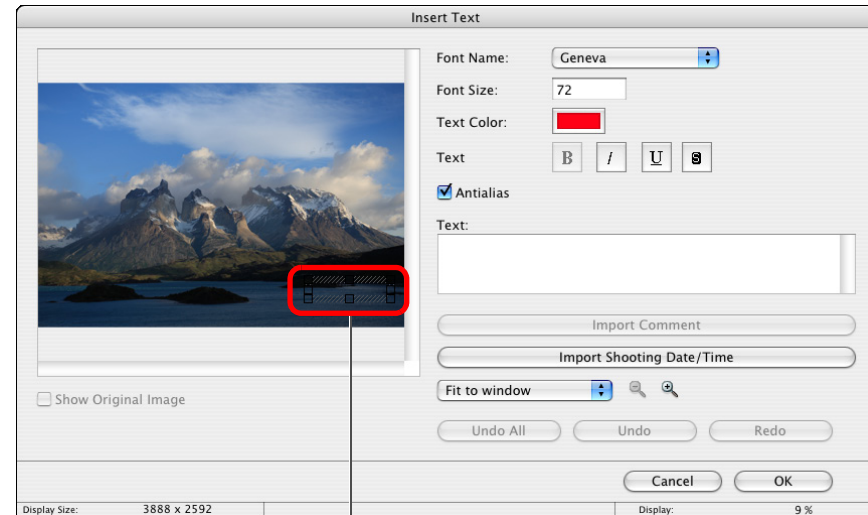 Insert Text
Font Name: Geneva
Font Size: 72
Text Color:
Text B I U S
Antialias
Text:
Import Comment
Import Shooting Date/Time
Fit to window
Show Original Image
Undo All Undo Redo
Cancel OK
Display Size: 3888 x 2592 Display: 9 %